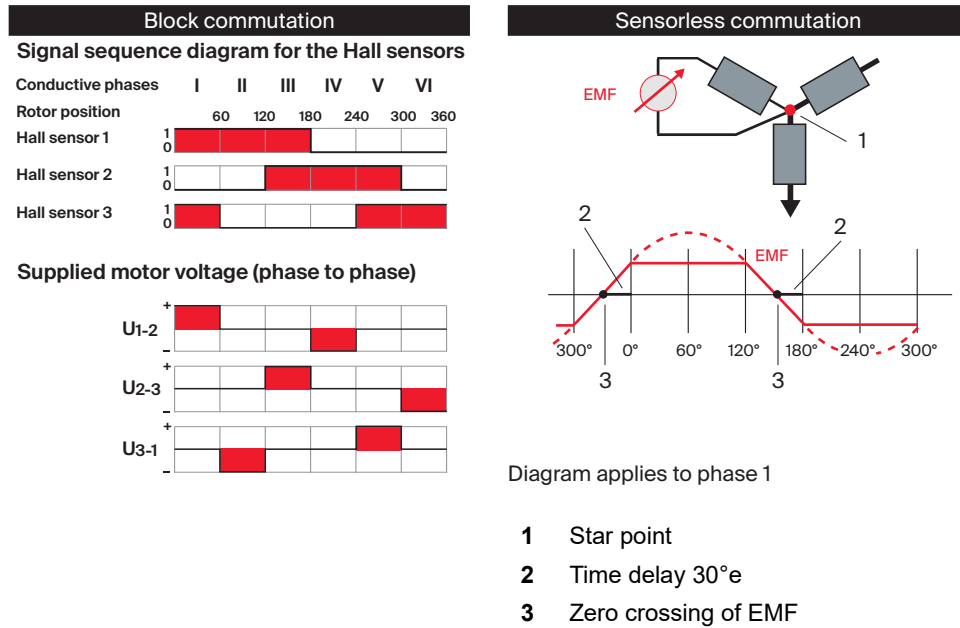 Block commutation
Signal sequence diagram for the Hall sensors
Conductive phases I II III IV V VI
Rotor position 60 120 180 240 300 360
Hall sensor 1 1 0
Hall sensor 2 1 0
Hall sensor 3 1 0
Supplied motor voltage (phase to phase)
U1-2 + –
U2-3 + –
U3-1 + –
Sensorless commutation
EMF
1
2 2
EMF
300° 0° 60° 120° 180° 240° 300°
3 3
Diagram applies to phase 1
1 Star point
2 Time delay 30°e
3 Zero crossing of EMF